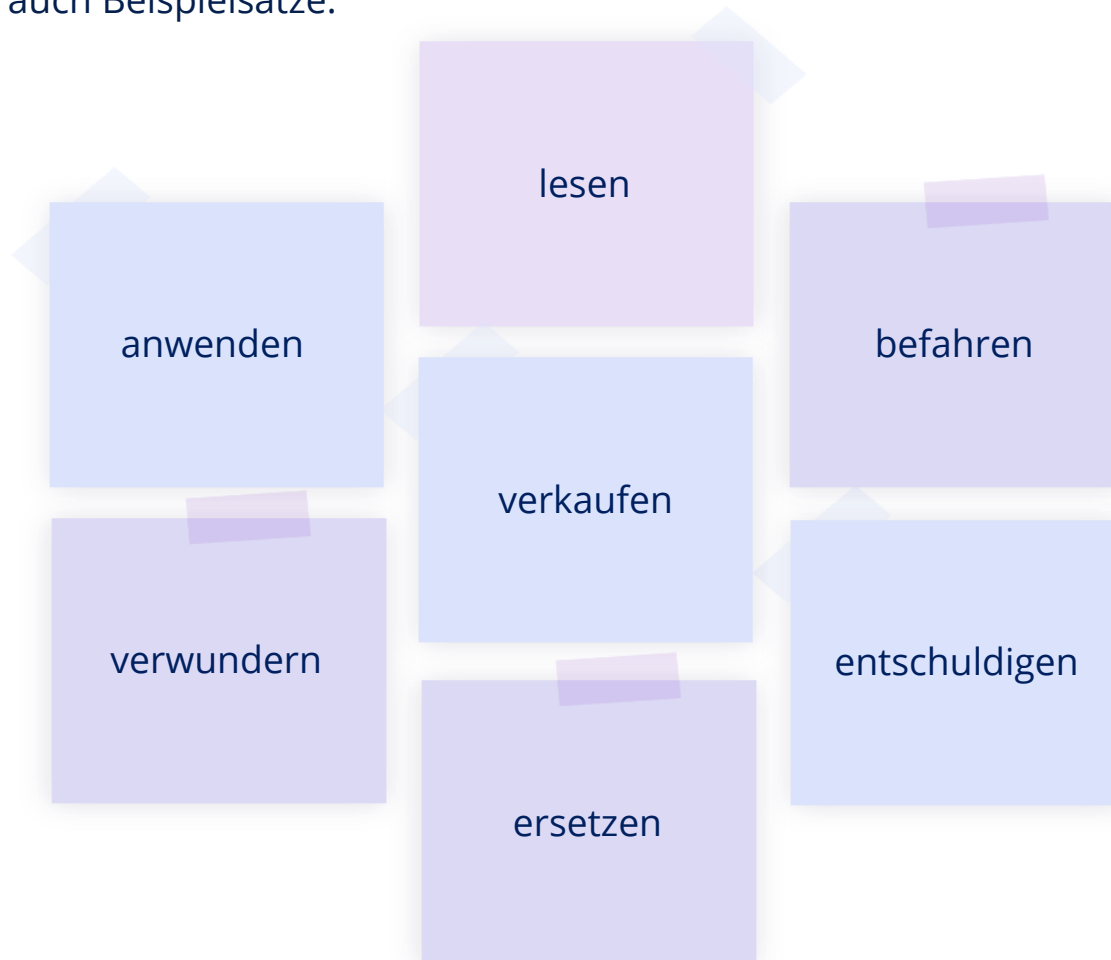 auch Beispielsätze.
lesen
anwenden
befahren
verkaufen
verwundern
entschuldigen
ersetzen